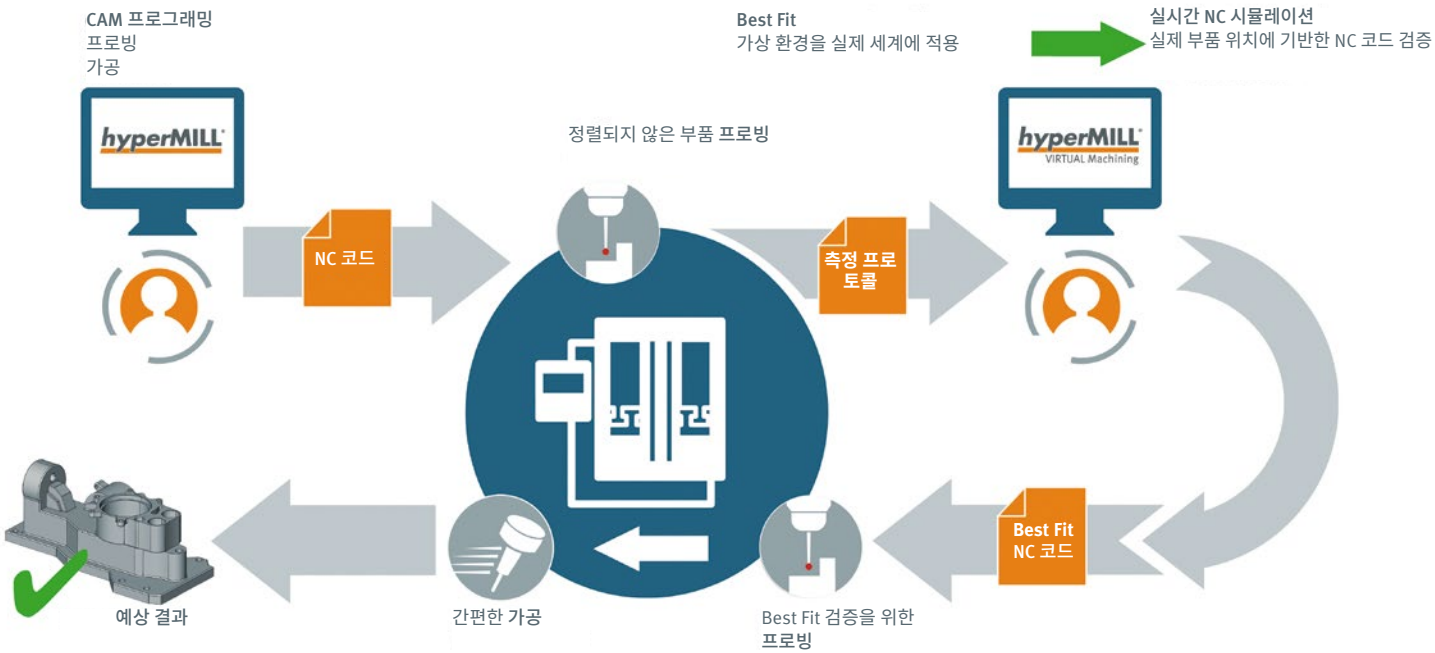 CAM 프로그래밍
프로빙
가공
Best Fit
가상 환경을 실제 세계에 적용
실시간 NC 시뮬레이션
실제 부품 위치에 기반한 NC 코드 검증
hyperMILL®
정렬되지 않은 부품 프로빙
hyperMILL®
VIRTUAL Machining
NC 코드
측정 프로
토콜
Best Fit
NC 코드
예상 결과
간편한 가공
Best Fit 검증을 위한
프로빙